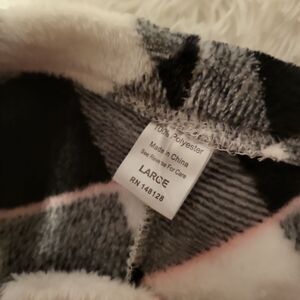 100% Polyester
Made in China
See Reverse For Care
LARGE
RN 148128